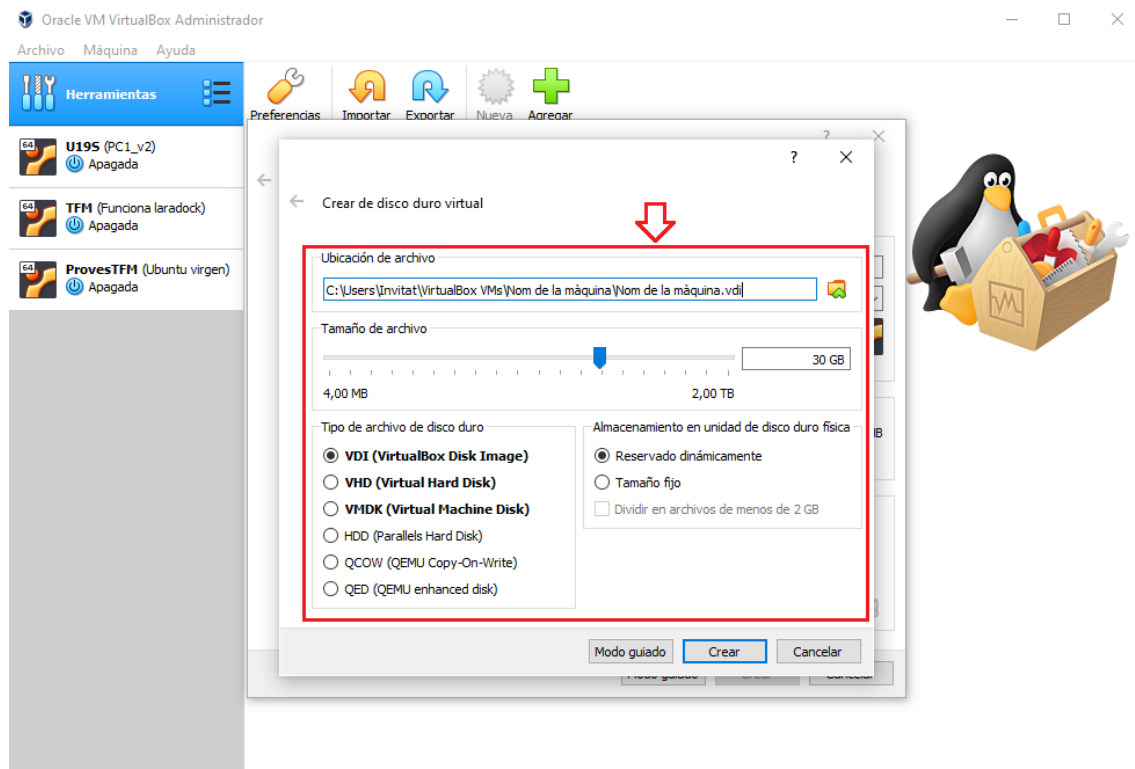 Oracle VM VirtualBox Administrador
Archivo Máquina Ayuda
Herramientas
Preferencias Importar Exportar Nueva Agregar
64 U19S (PC1_v2)
Apagada
64 TFM (Funciona laradock)
Apagada
64 ProvesTFM (Ubuntu virgen)
Apagada
?
?
Crear de disco duro virtual
Ubicación de archivo
C:\Users\Invitat\VirtualBox VMs\Nom de la màquina\Nom de la màquina.vdi
Tamaño de archivo
30 GB
4,00 MB 2,00 TB
Tipo de archivo de disco duro
VDI (VirtualBox Disk Image)
VHD (Virtual Hard Disk)
VMDK (Virtual Machine Disk)
HDD (Parallels Hard Disk)
QCOW (QEMU Copy-On-Write)
QED (QEMU enhanced disk)
Almacenamiento en unidad de disco duro física
Reservado dinámicamente
Tamaño fijo
Dividir en archivos de menos de 2 GB
Modo guiado Crear Cancelar